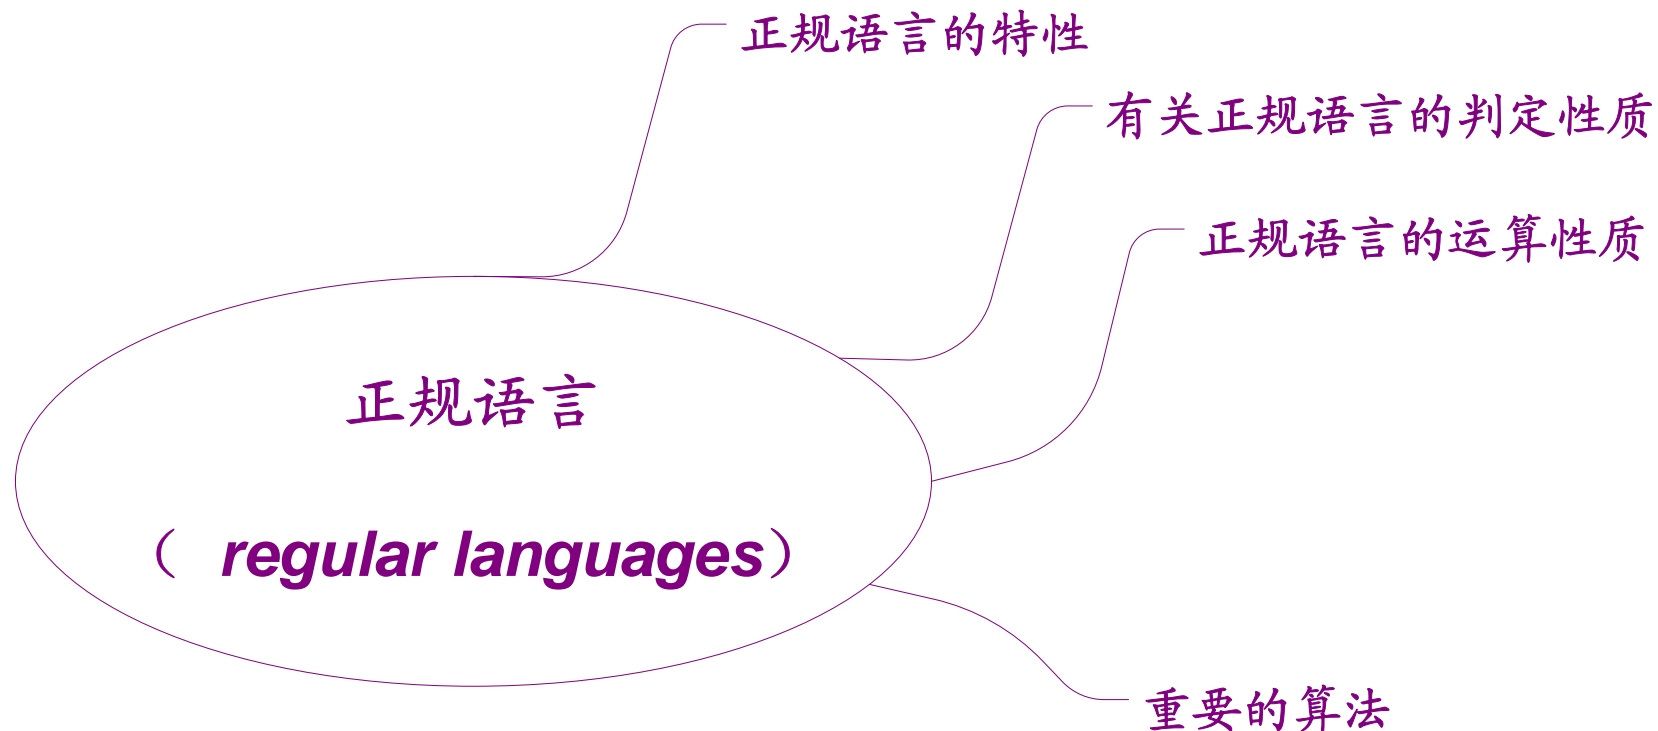 正规语言的特性
有关正规语言的判定性质
正规语言的运算性质
正规语言
（ regular languages）
重要的算法